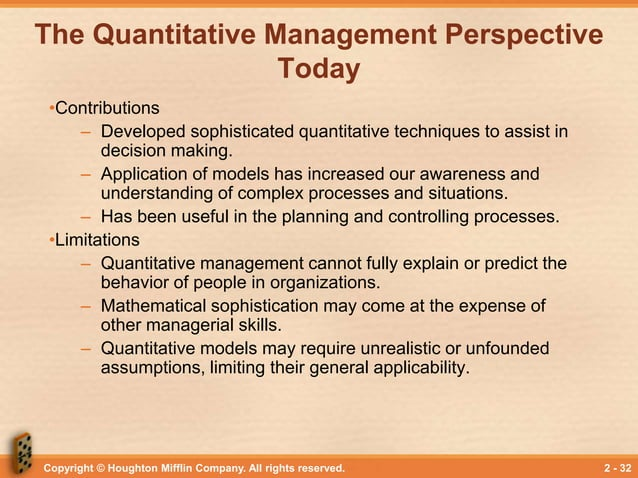 The Quantitative Management Perspective
Today
•Contributions
– Developed sophisticated quantitative techniques to assist in
decision making.
– Application of models has increased our awareness and
understanding of complex processes and situations.
– Has been useful in the planning and controlling processes.
•Limitations
– Quantitative management cannot fully explain or predict the
behavior of people in organizations.
– Mathematical sophistication may come at the expense of
other managerial skills.
– Quantitative models may require unrealistic or unfounded
assumptions, limiting their general applicability.
Copyright © Houghton Mifflin Company. All rights reserved.
2 - 32